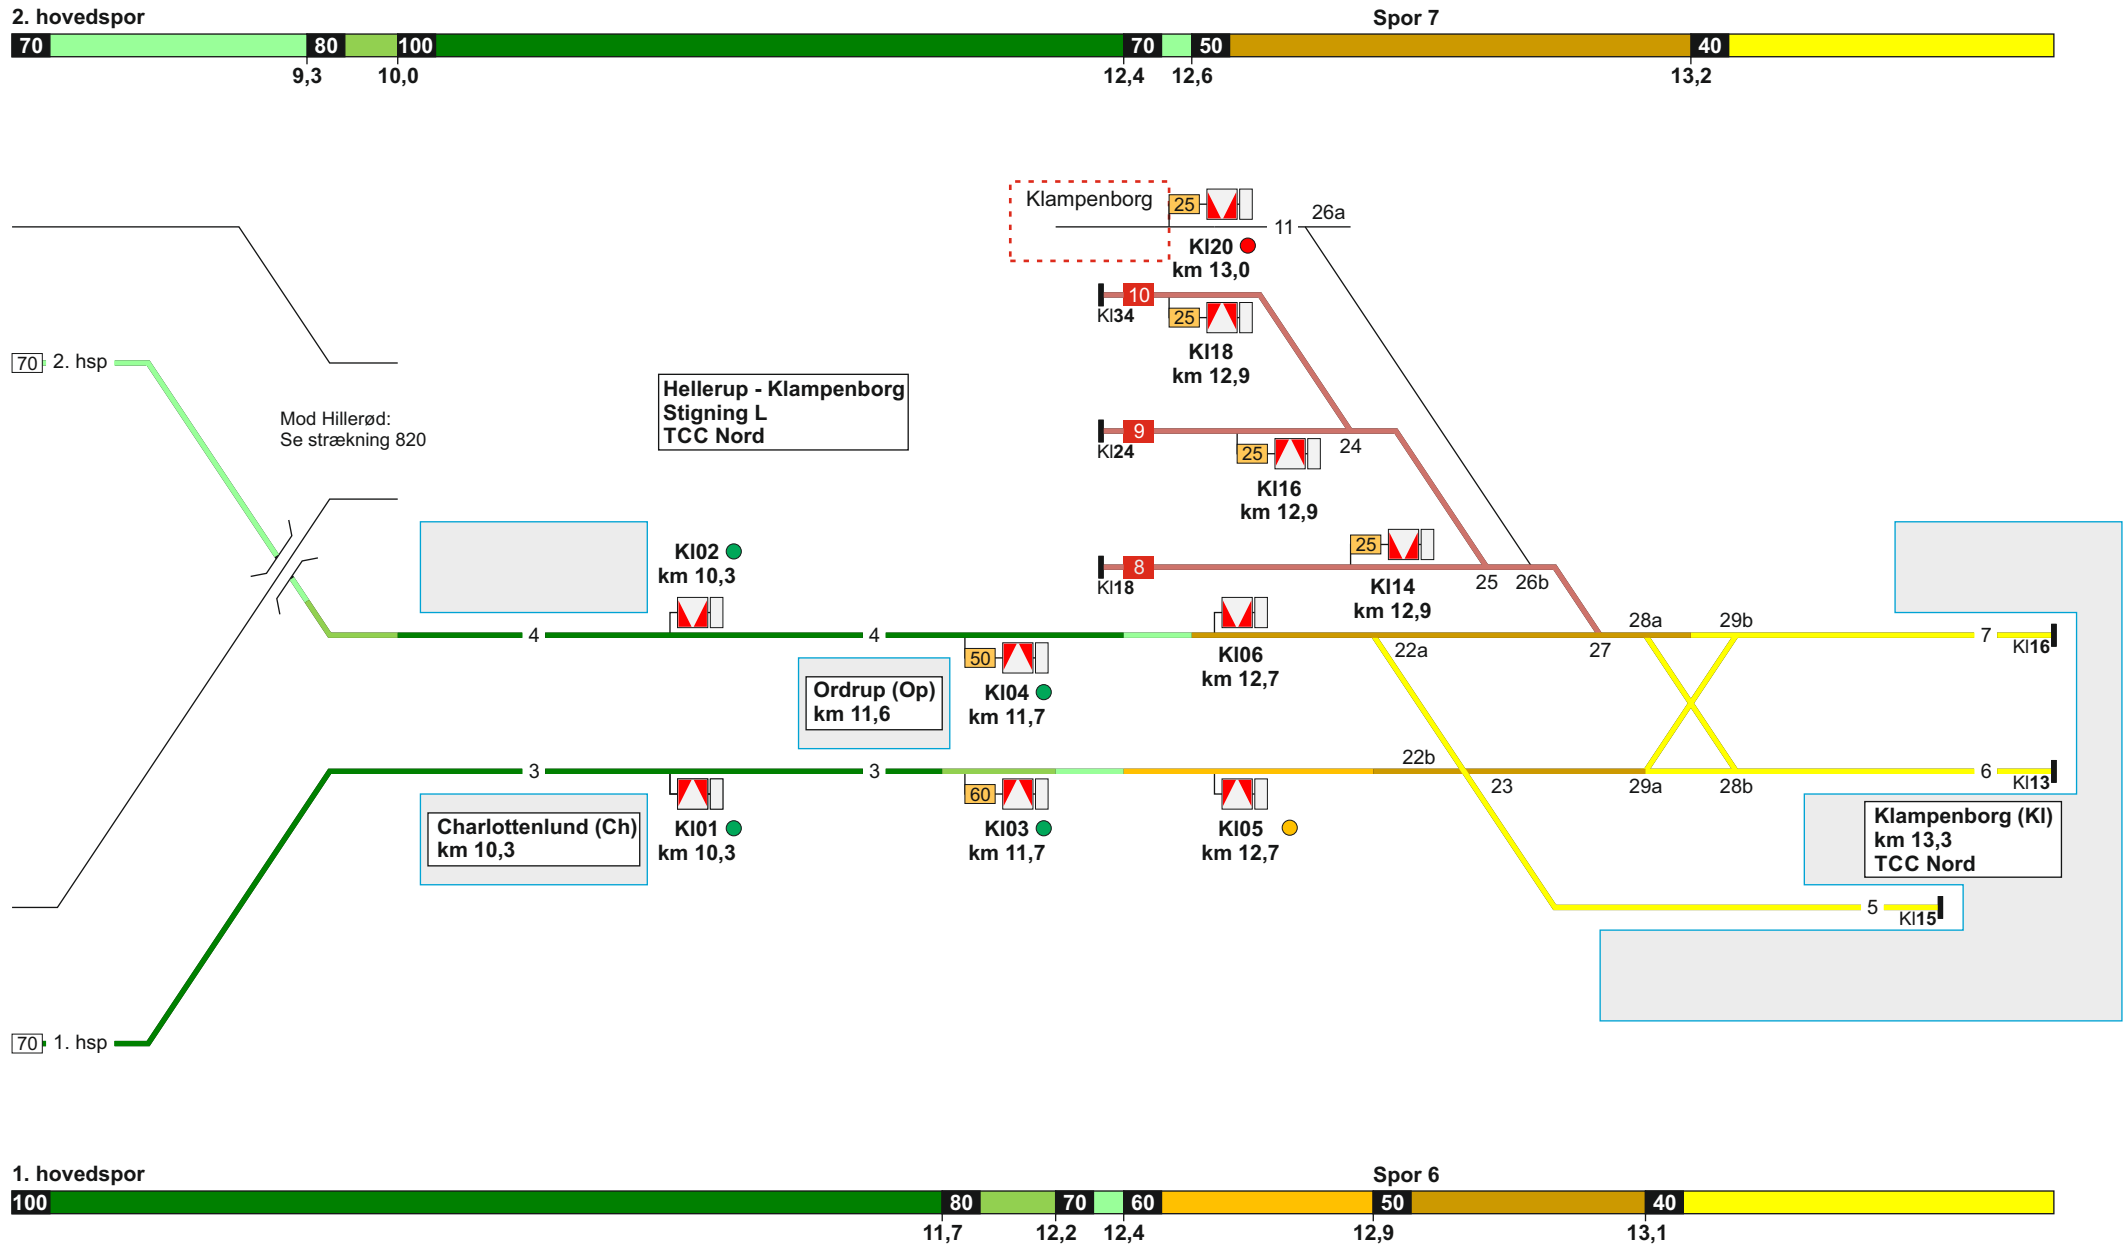 2. hovedspor
Spor 7
70
80
100
70
50
40
9,3
10,0
12,4
12,6
13,2
Klampenborg
25
11
26a
Kl20
km 13,0
10
Kl34
25
Kl18
km 12,9
70
2. hsp
Mod Hillerød:
Se strækning 820
Hellerup - Klampenborg
Stigning L
TCC Nord
9
Kl24
25
24
Kl16
km 12,9
Kl02
km 10,3
8
Kl18
25
Kl14
km 12,9
25
26b
4
4
28a
29b
7
Kl16
50
Kl04
km 11,7
Kl06
km 12,7
22a
27
Ordrup (Op)
km 11,6
3
3
22b
23
29a
28b
6
Kl13
Charlottenlund (Ch)
km 10,3
Kl01
km 10,3
60
Kl03
km 11,7
Kl05
km 12,7
Klampenborg (Kl)
km 13,3
TCC Nord
5
Kl15
70
1. hsp
1. hovedspor
Spor 6
100
80
70
60
50
40
11,7
12,2
12,4
12,9
13,1